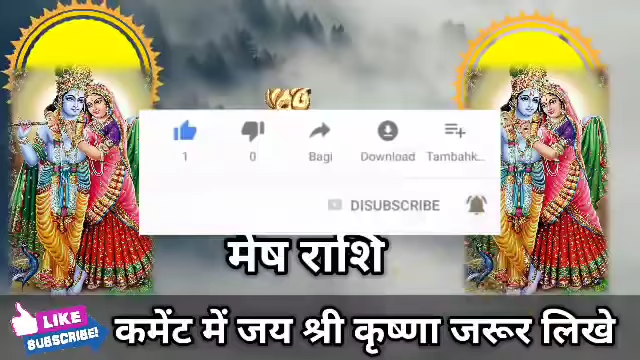 1
0
Bagi
Download
Tambahk...
DISUBSCRIBE
मेष राशि
LIKE
SUBSCRIBE!
कमेंट में जय श्री कृष्णा जरूर लिखे